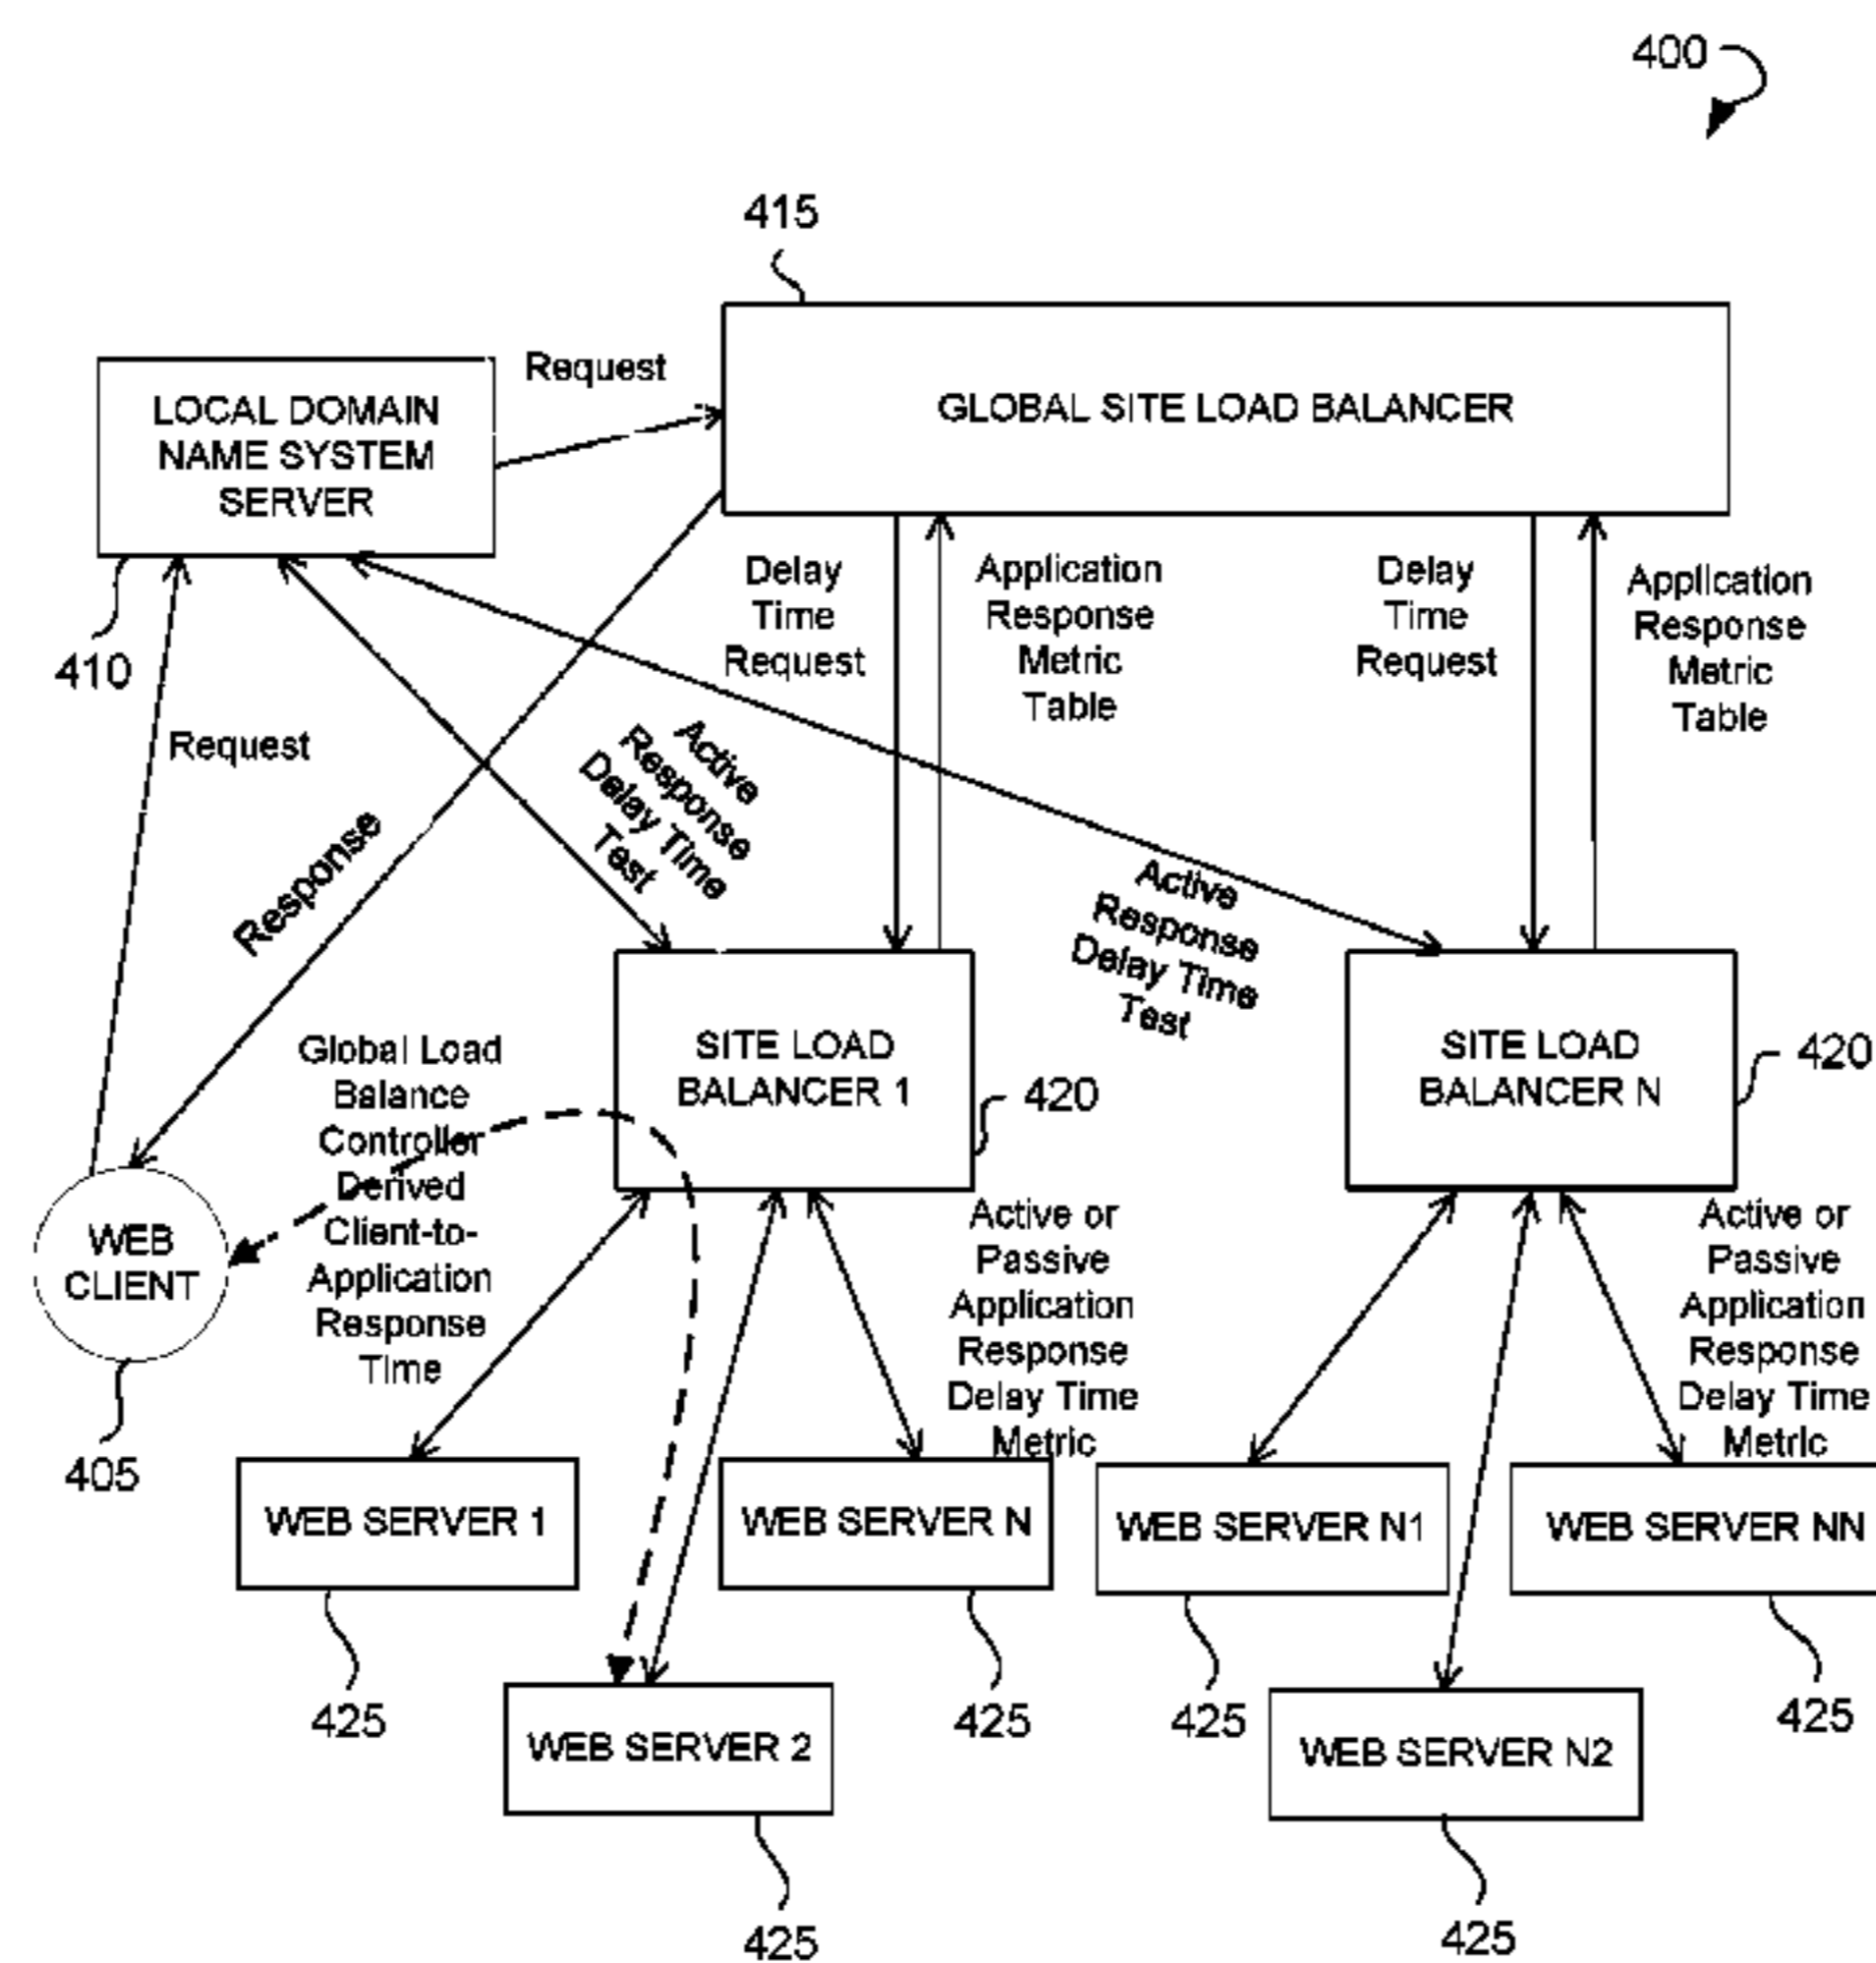 400
415
LOCAL DOMAIN
NAME SYSTEM
SERVER
Request
GLOBAL SITE LOAD BALANCER
410
Request
Response
Delay
Time
Request
Application
Response
Metric
Table
Delay
Time
Request
Application
Response
Metric
Table
Active
Response
Delay Time
Test
Active
Response
Delay Time
Test
SITE LOAD
BALANCER 1
420
SITE LOAD
BALANCER N
420
Global Load
Balance
Controller
Derived
Client-to-
Application
Response
Time
WEB
CLIENT
405
Active or
Passive
Application
Response
Delay Time
Metric
Active or
Passive
Application
Response
Delay Time
Metric
WEB SERVER 1
WEB SERVER N
WEB SERVER N1
WEB SERVER NN
425
425
425
425
WEB SERVER 2
WEB SERVER N2
425
425